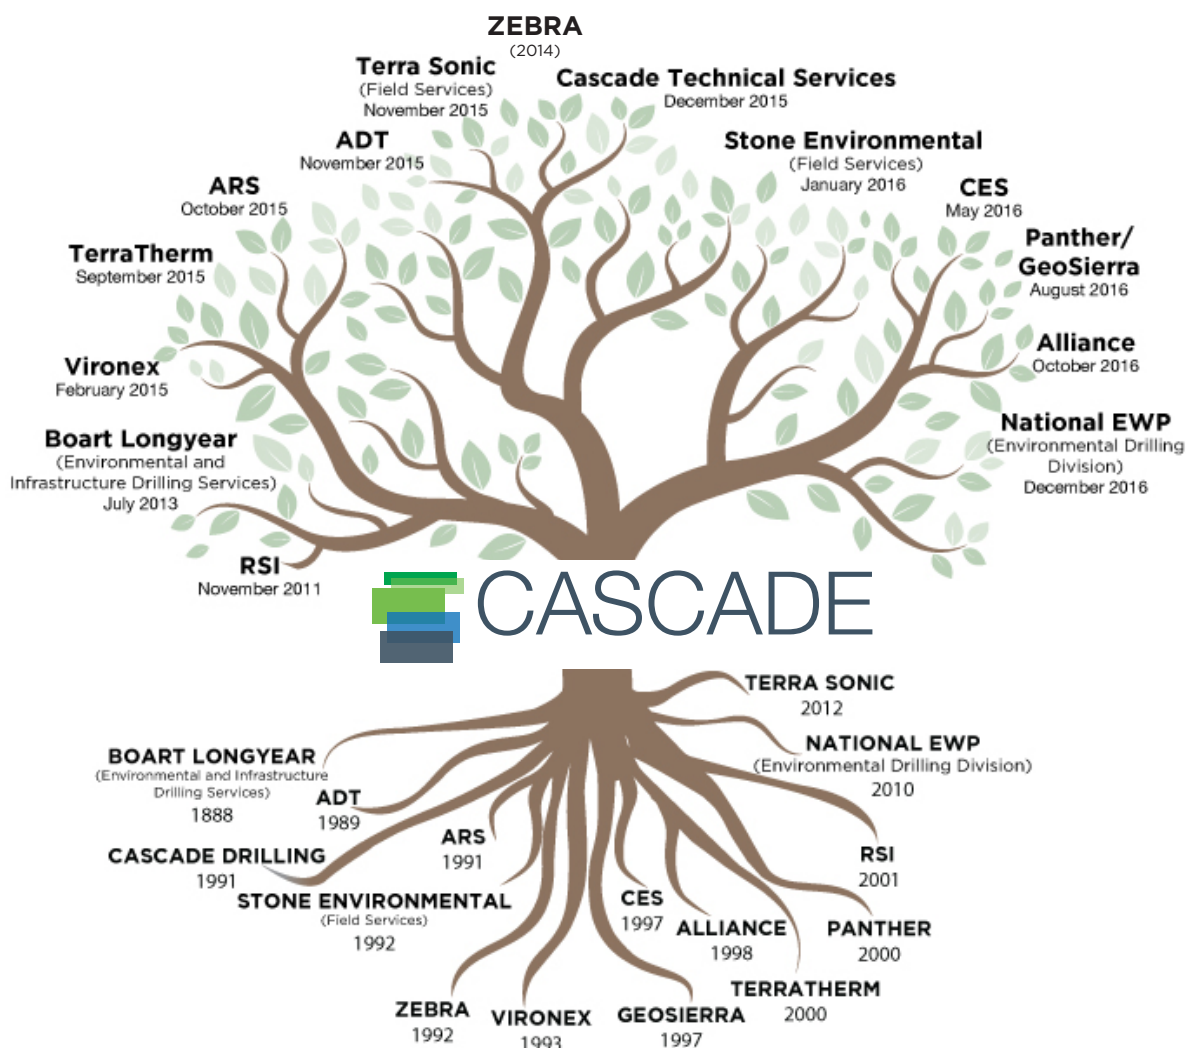 ZEBRA
(2014)
Terra Sonic
(Field Services)
November 2015
Cascade Technical Services
December 2015
ADT
November 2015
Stone Environmental
(Field Services)
January 2016
ARS
October 2015
CES
May 2016
TerraTherm
September 2015
Panther/
GeoSierra
August 2016
Vironex
February 2015
Alliance
October 2016
Boart Longyear
(Environmental and
Infrastructure Drilling Services)
July 2013
National EWP
(Environmental Drilling
Division)
December 2016
RSI
November 2011
CASCADE
TERRA SONIC
2012
NATIONAL EWP
(Environmental Drilling Division)
2010
BOART LONGYEAR
(Environmental and Infrastructure
Drilling Services)
1888
ADT
1989
ARS
1991
RSI
2001
CASCADE DRILLING
1991
STONE ENVIRONMENTAL
(Field Services)
1992
CES
1997
ALLIANCE
1998
PANTHER
2000
ZEBRA
1992
VIRONEX
1993
GEOSIERRA
1997
TERRATHERM
2000